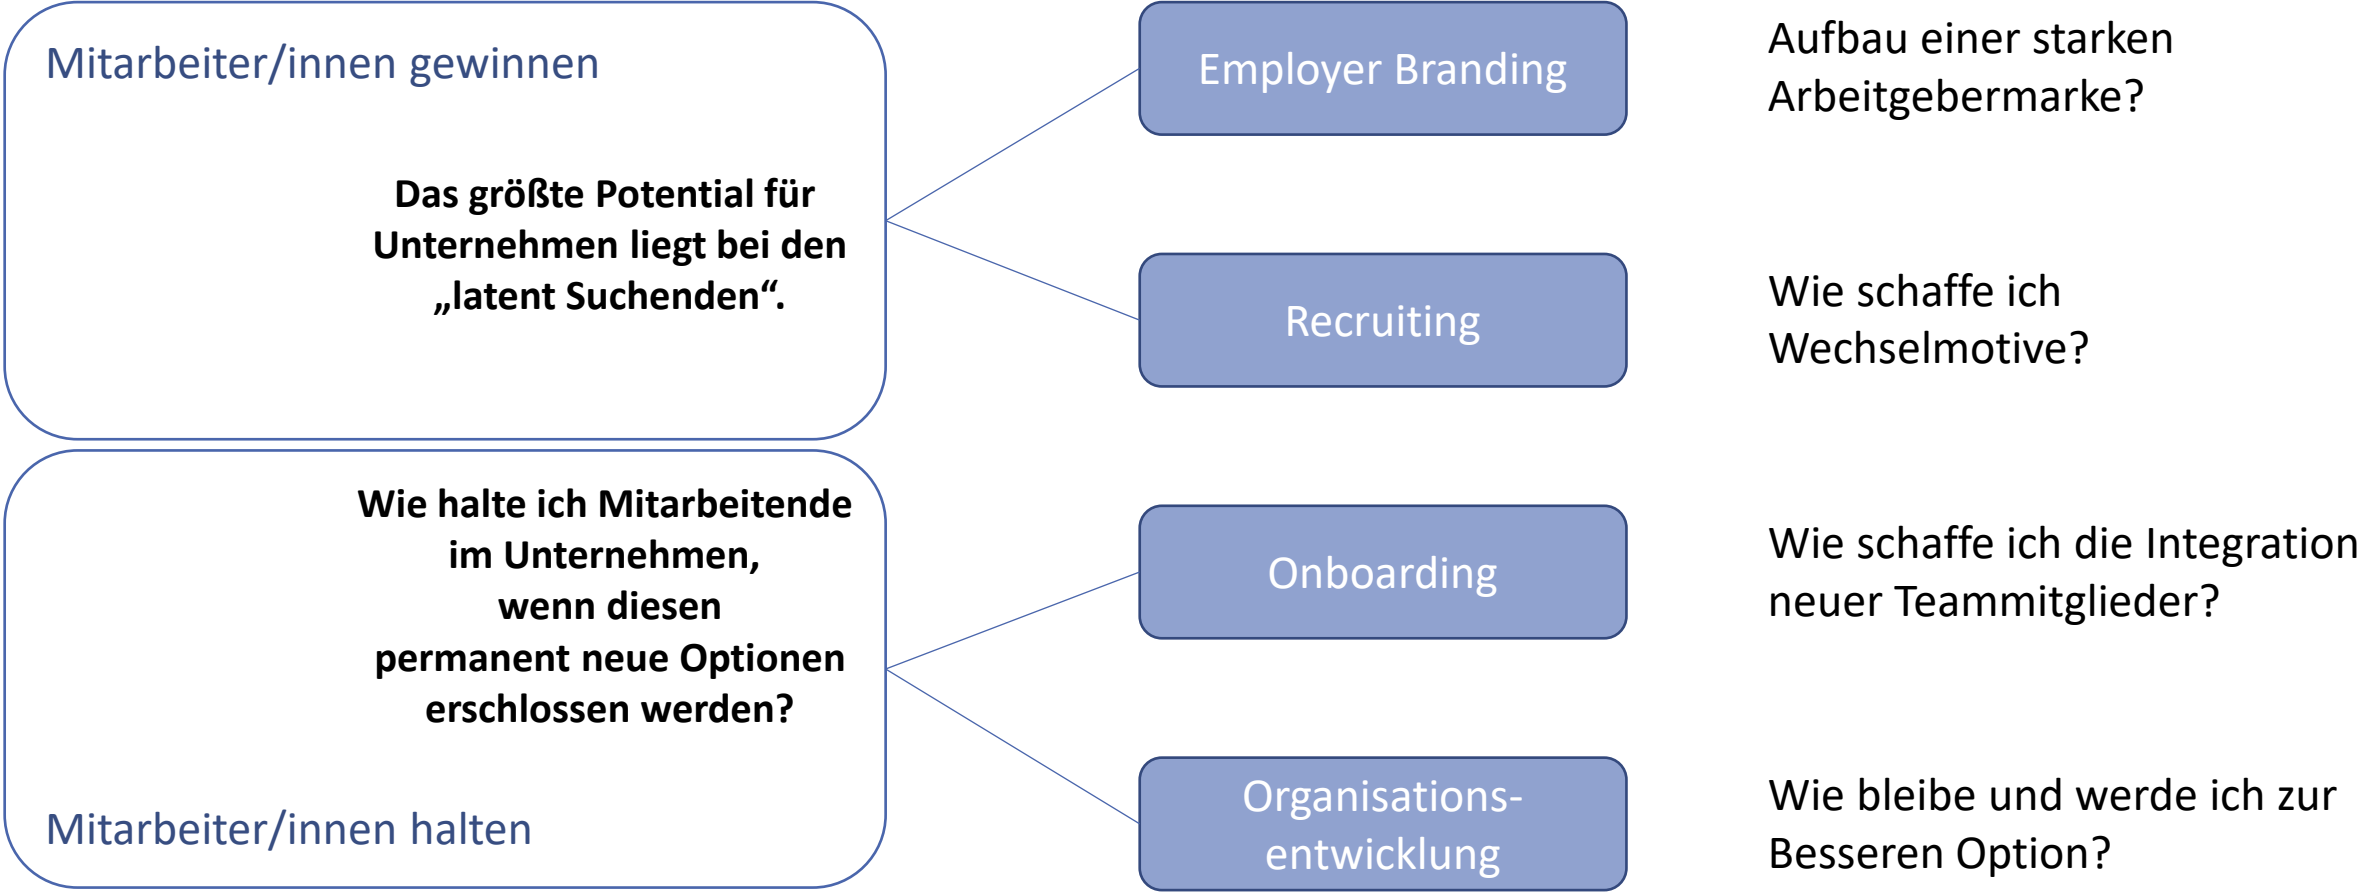 Mitarbeiter/innen gewinnen
Das größte Potential für
Unternehmen liegt bei den
„latent Suchenden“.
Employer Branding
Aufbau einer starken
Arbeitgebermarke?
Recruiting
Wie schaffe ich
Wechselmotive?
Wie halte ich Mitarbeitende
im Unternehmen,
wenn diesen
permanent neue Optionen
erschlossen werden?
Mitarbeiter/innen halten
Onboarding
Wie schaffe ich die Integration
neuer Teammitglieder?
Organisations-
entwicklung
Wie bleibe und werde ich zur
Besseren Option?